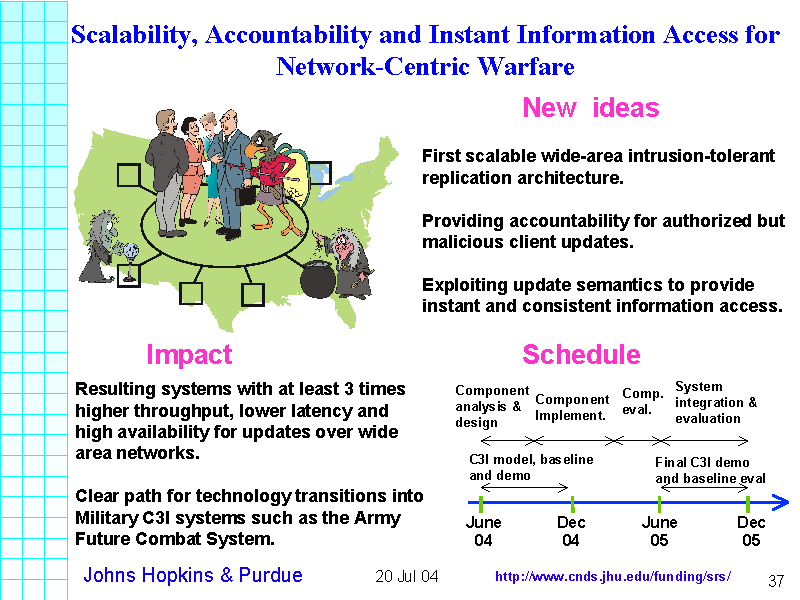 Scalability, Accountability and Instant Information Access for
Network-Centric Warfare
New ideas
First scalable wide-area intrusion-tolerant
replication architecture.
Providing accountability for authorized but
malicious client updates.
Exploiting update semantics to provide
instant and consistent information access.
Impact
Resulting systems with at least 3 times
higher throughput, lower latency and
high availability for updates over wide
area networks.
Clear path for technology transitions into
Military C3I systems such as the Army
Future Combat System.
Schedule
Component
analysis &
design
Component
Implement.
Comp.
eval.
System
integration &
evaluation
C3I model, baseline
and demo
Final C3I demo
and baseline eval
June
04
Dec
04
June
05
Dec
05
Johns Hopkins & Purdue
20 Jul 04
http://www.cnds.jhu.edu/funding/srs/
37